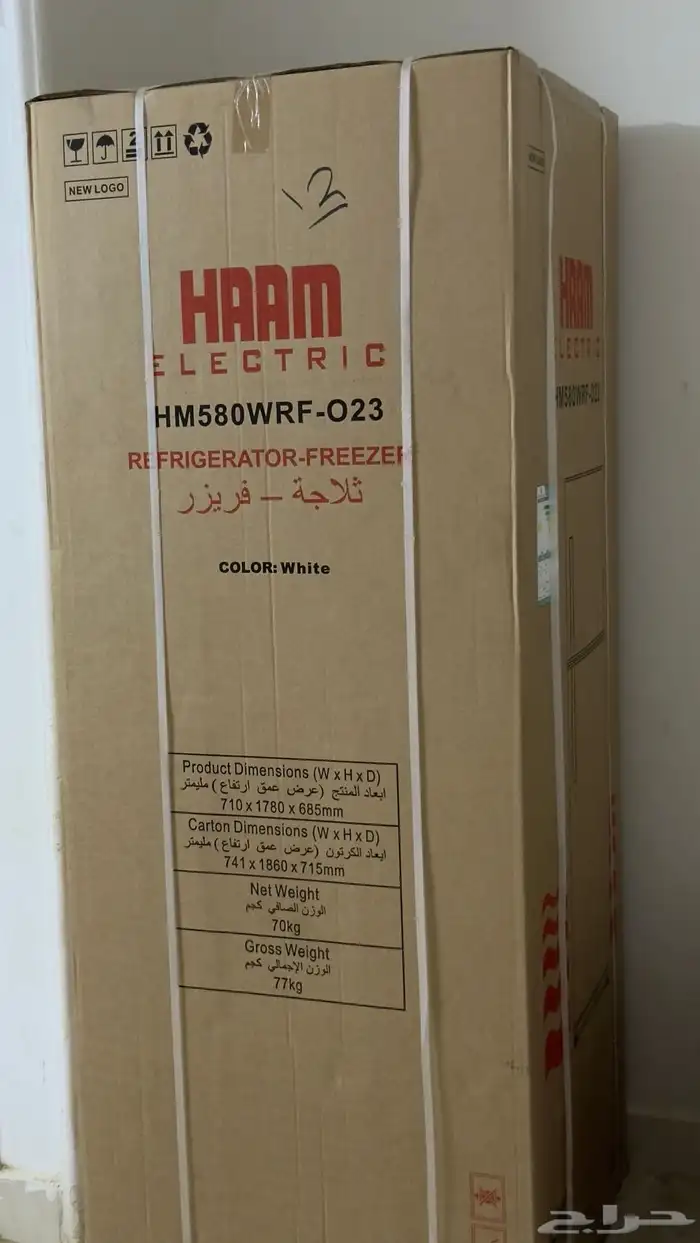 NEW LOGO
12
HAAM
ELECTRIC
HM580WRF-O23
REFRIGERATOR-FREEZER
ثلاجة – فريزر
COLOR: White
Product Dimensions (W x H x D)
ابعاد المنتج (عرض عمق ارتفاع) مليمتر
710 x 1780 x 685mm
Carton Dimensions (W x H x D)
ابعاد الكرتون (عرض عمق ارتفاع) مليمتر
741 x 1860 x 715mm
Net Weight
الوزن الصافي كجم
70kg
Gross Weight
الوزن الإجمالي كجم
77kg
HAAM
ELECTRIC
HM580WRF-O23
حراج